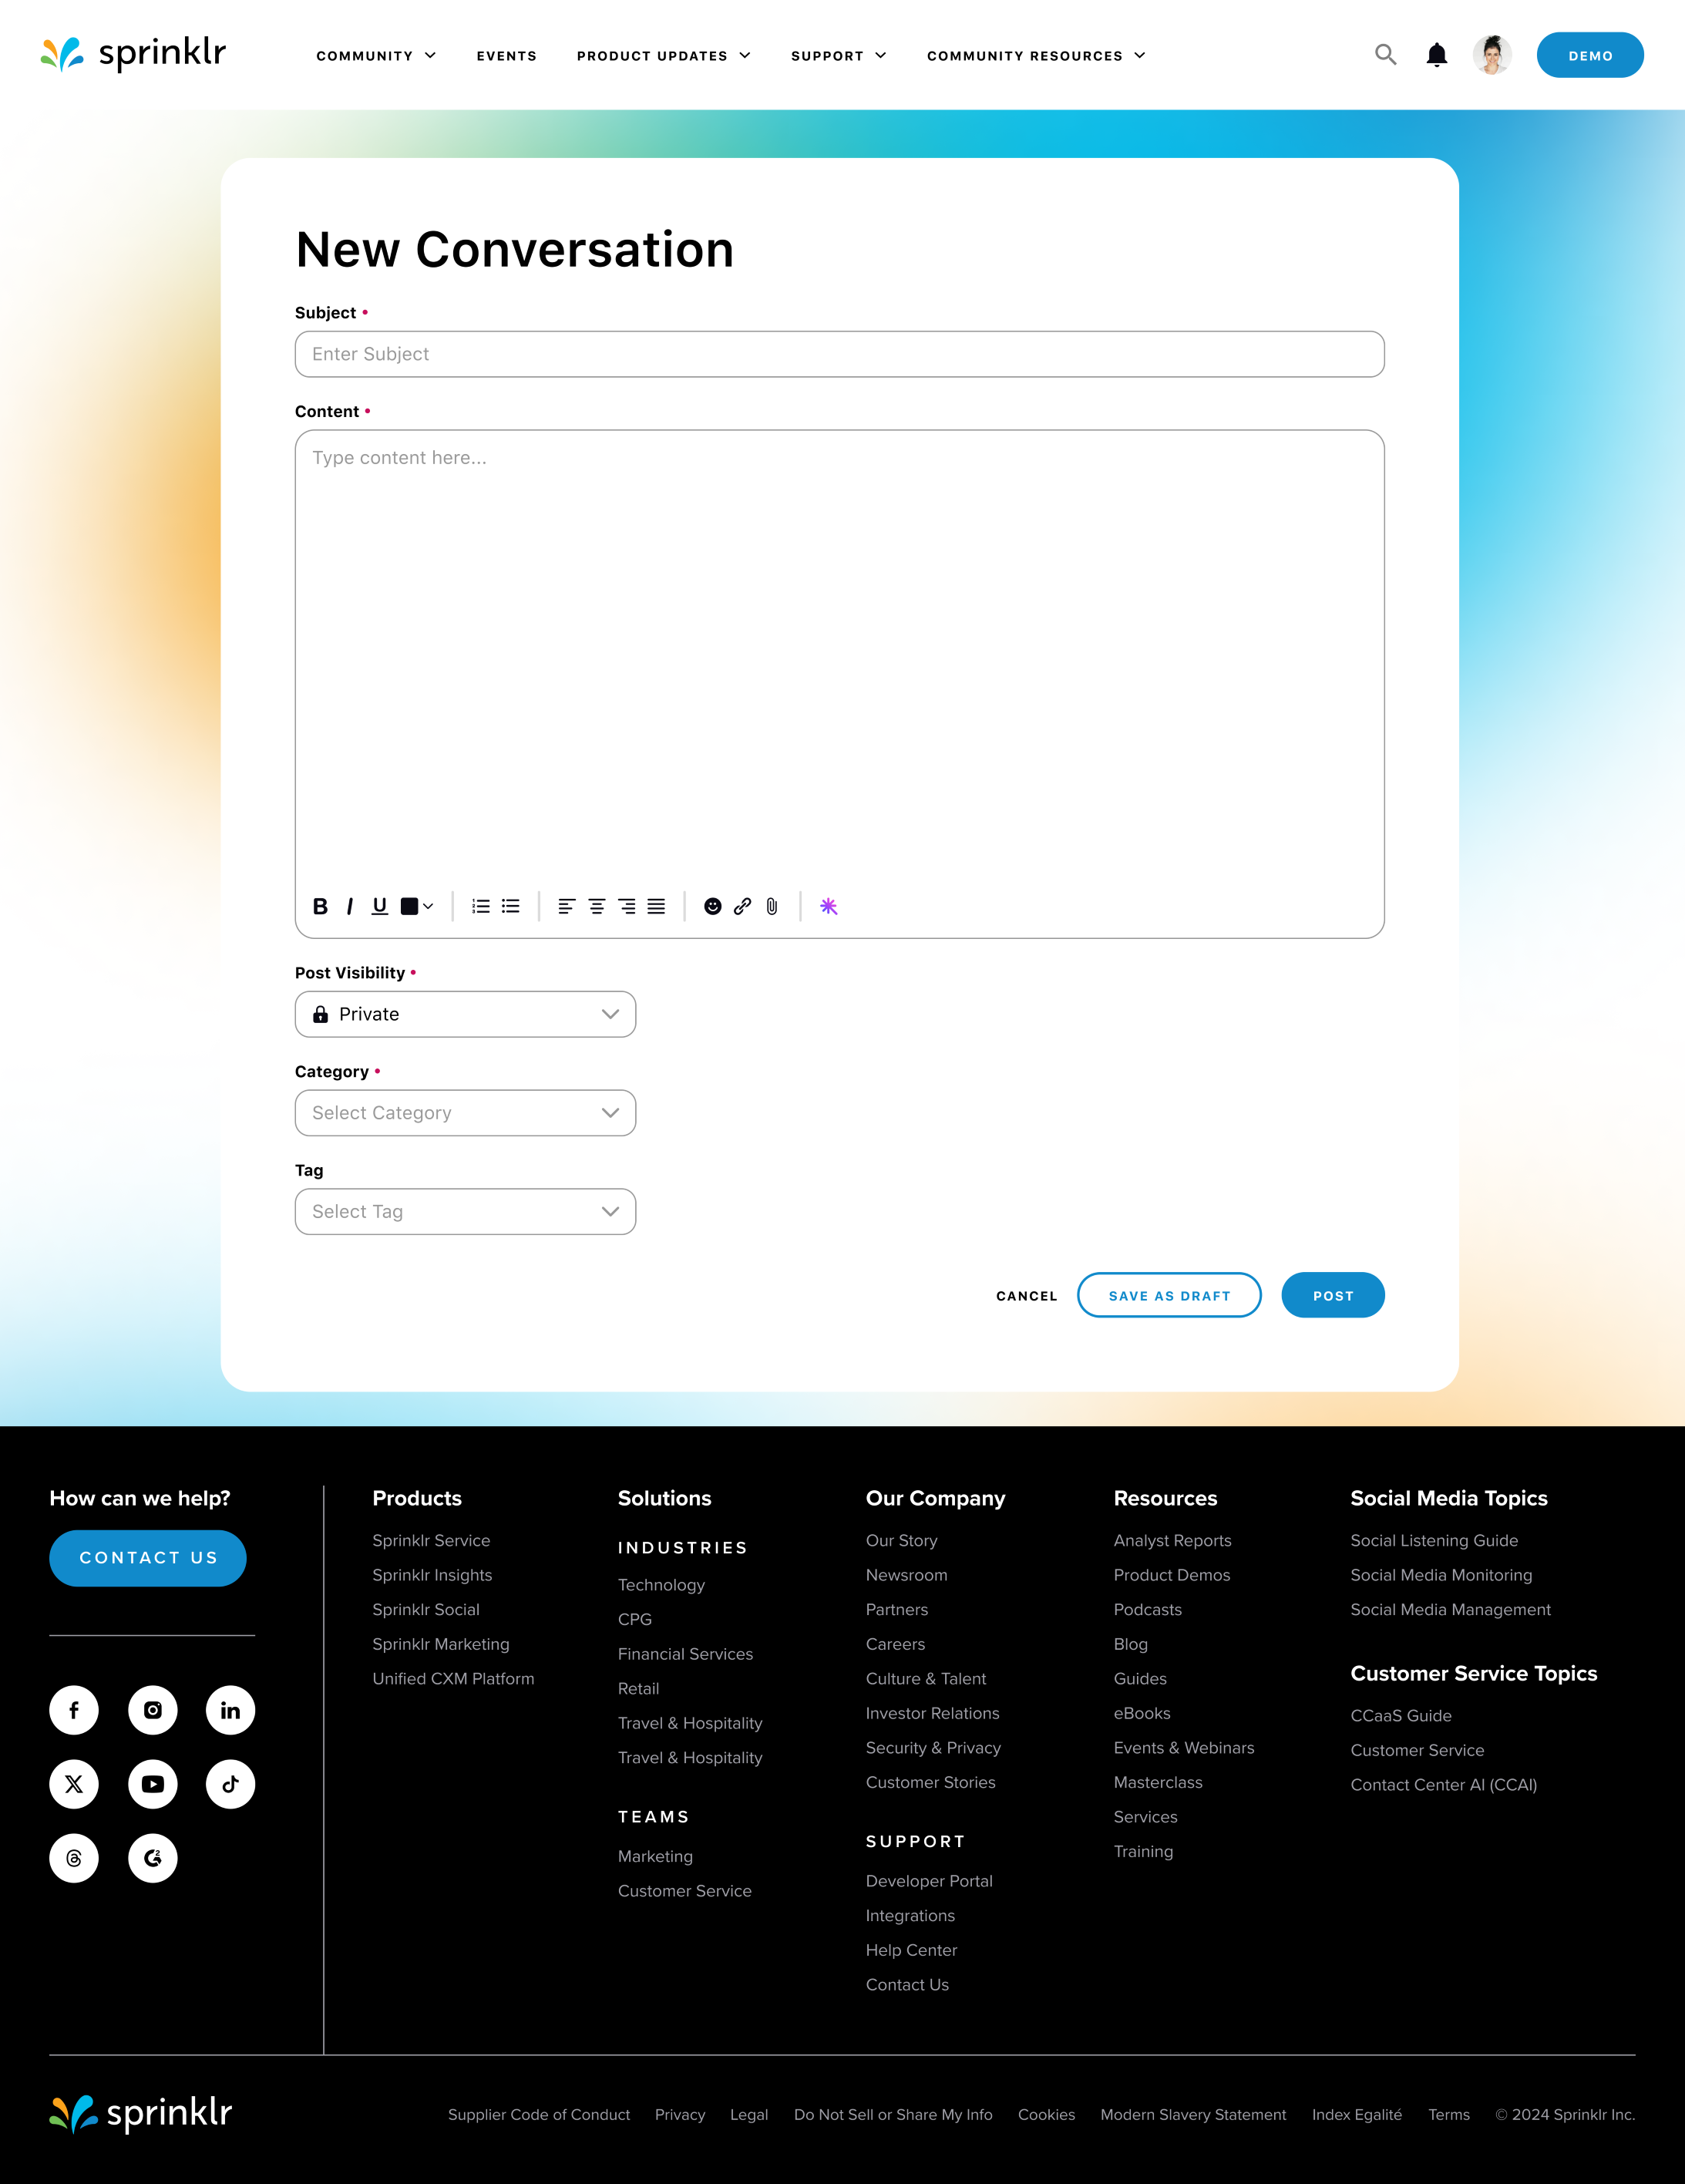 sprinklr
COMMUNITY
EVENTS
PRODUCT UPDATES
SUPPORT
COMMUNITY RESOURCES
DEMO
New Conversation
Subject •
Enter Subject
Content •
Type content here...
B I U
Post Visibility •
Private
Category •
Select Category
Tag
Select Tag
CANCEL
SAVE AS DRAFT
POST
How can we help?
CONTACT US
Products
Sprinklr Service
Sprinklr Insights
Sprinklr Social
Sprinklr Marketing
Unified CXM Platform
Solutions
INDUSTRIES
Technology
CPG
Financial Services
Retail
Travel & Hospitality
Travel & Hospitality
TEAMS
Marketing
Customer Service
Our Company
Our Story
Newsroom
Partners
Careers
Culture & Talent
Investor Relations
Security & Privacy
Customer Stories
SUPPORT
Developer Portal
Integrations
Help Center
Contact Us
Resources
Analyst Reports
Product Demos
Podcasts
Blog
Guides
eBooks
Events & Webinars
Masterclass
Services
Training
Social Media Topics
Social Listening Guide
Social Media Monitoring
Social Media Management
Customer Service Topics
CCaaS Guide
Customer Service
Contact Center AI (CCAI)
sprinklr
Supplier Code of Conduct
Privacy
Legal
Do Not Sell or Share My Info
Cookies
Modern Slavery Statement
Index Egalité
Terms
© 2024 Sprinklr Inc.